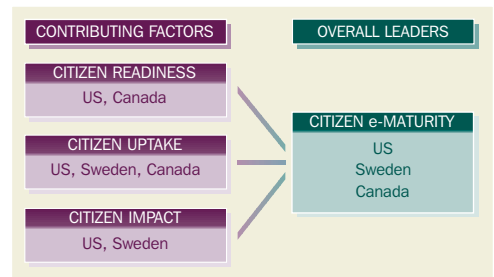 CONTRIBUTING FACTORS
OVERALL LEADERS
CITIZEN READINESS
US, Canada
CITIZEN UPTAKE
US, Sweden, Canada
CITIZEN IMPACT
US, Sweden
CITIZEN e-MATURITY
US
Sweden
Canada